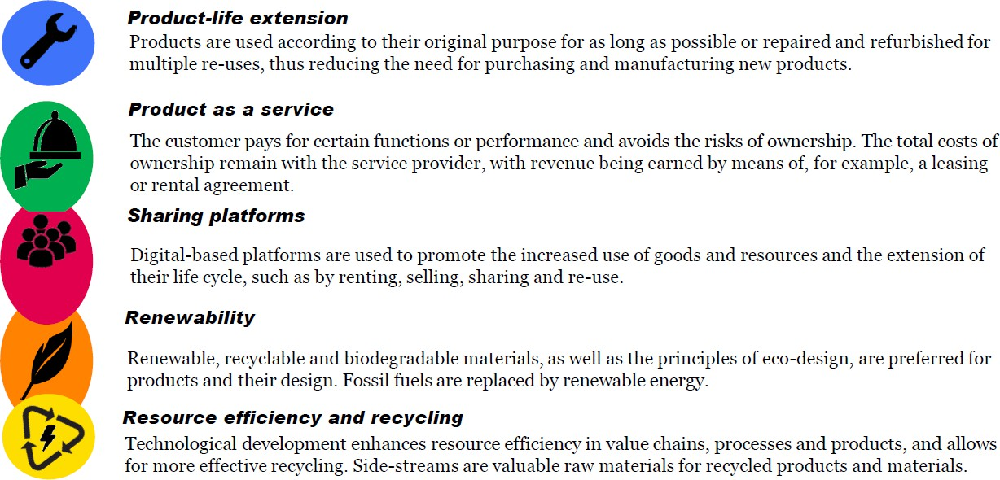 Product-life extension
Products are used according to their original purpose for as long as possible or repaired and refurbished for
multiple re-uses, thus reducing the need for purchasing and manufacturing new products.
Product as a service
The customer pays for certain functions or performance and avoids the risks of ownership. The total costs of
ownership remain with the service provider, with revenue being earned by means of, for example, a leasing
or rental agreement.
Sharing platforms
Digital-based platforms are used to promote the increased use of goods and resources and the extension of
their life cycle, such as by renting, selling, sharing and re-use.
Renewability
Renewable, recyclable and biodegradable materials, as well as the principles of eco-design, are preferred for
products and their design. Fossil fuels are replaced by renewable energy.
Resource efficiency and recycling
Technological development enhances resource efficiency in value chains, processes and products, and allows
for more effective recycling. Side-streams are valuable raw materials for recycled products and materials.